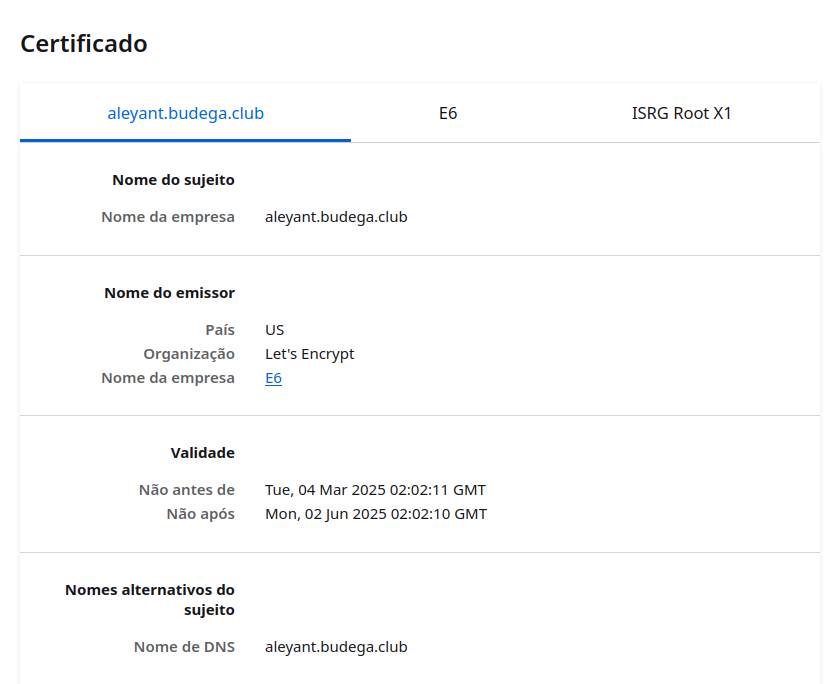 Certificado
aleyant.budega.club E6 ISRG Root X1
Nome do sujeito
Nome da empresa aleyant.budega.club
Nome do emissor
País US
Organização Let's Encrypt
Nome da empresa E6
Validade
Não antes de Tue, 04 Mar 2025 02:02:11 GMT
Não após Mon, 02 Jun 2025 02:02:10 GMT
Nomes alternativos do
sujeito
Nome de DNS aleyant.budega.club